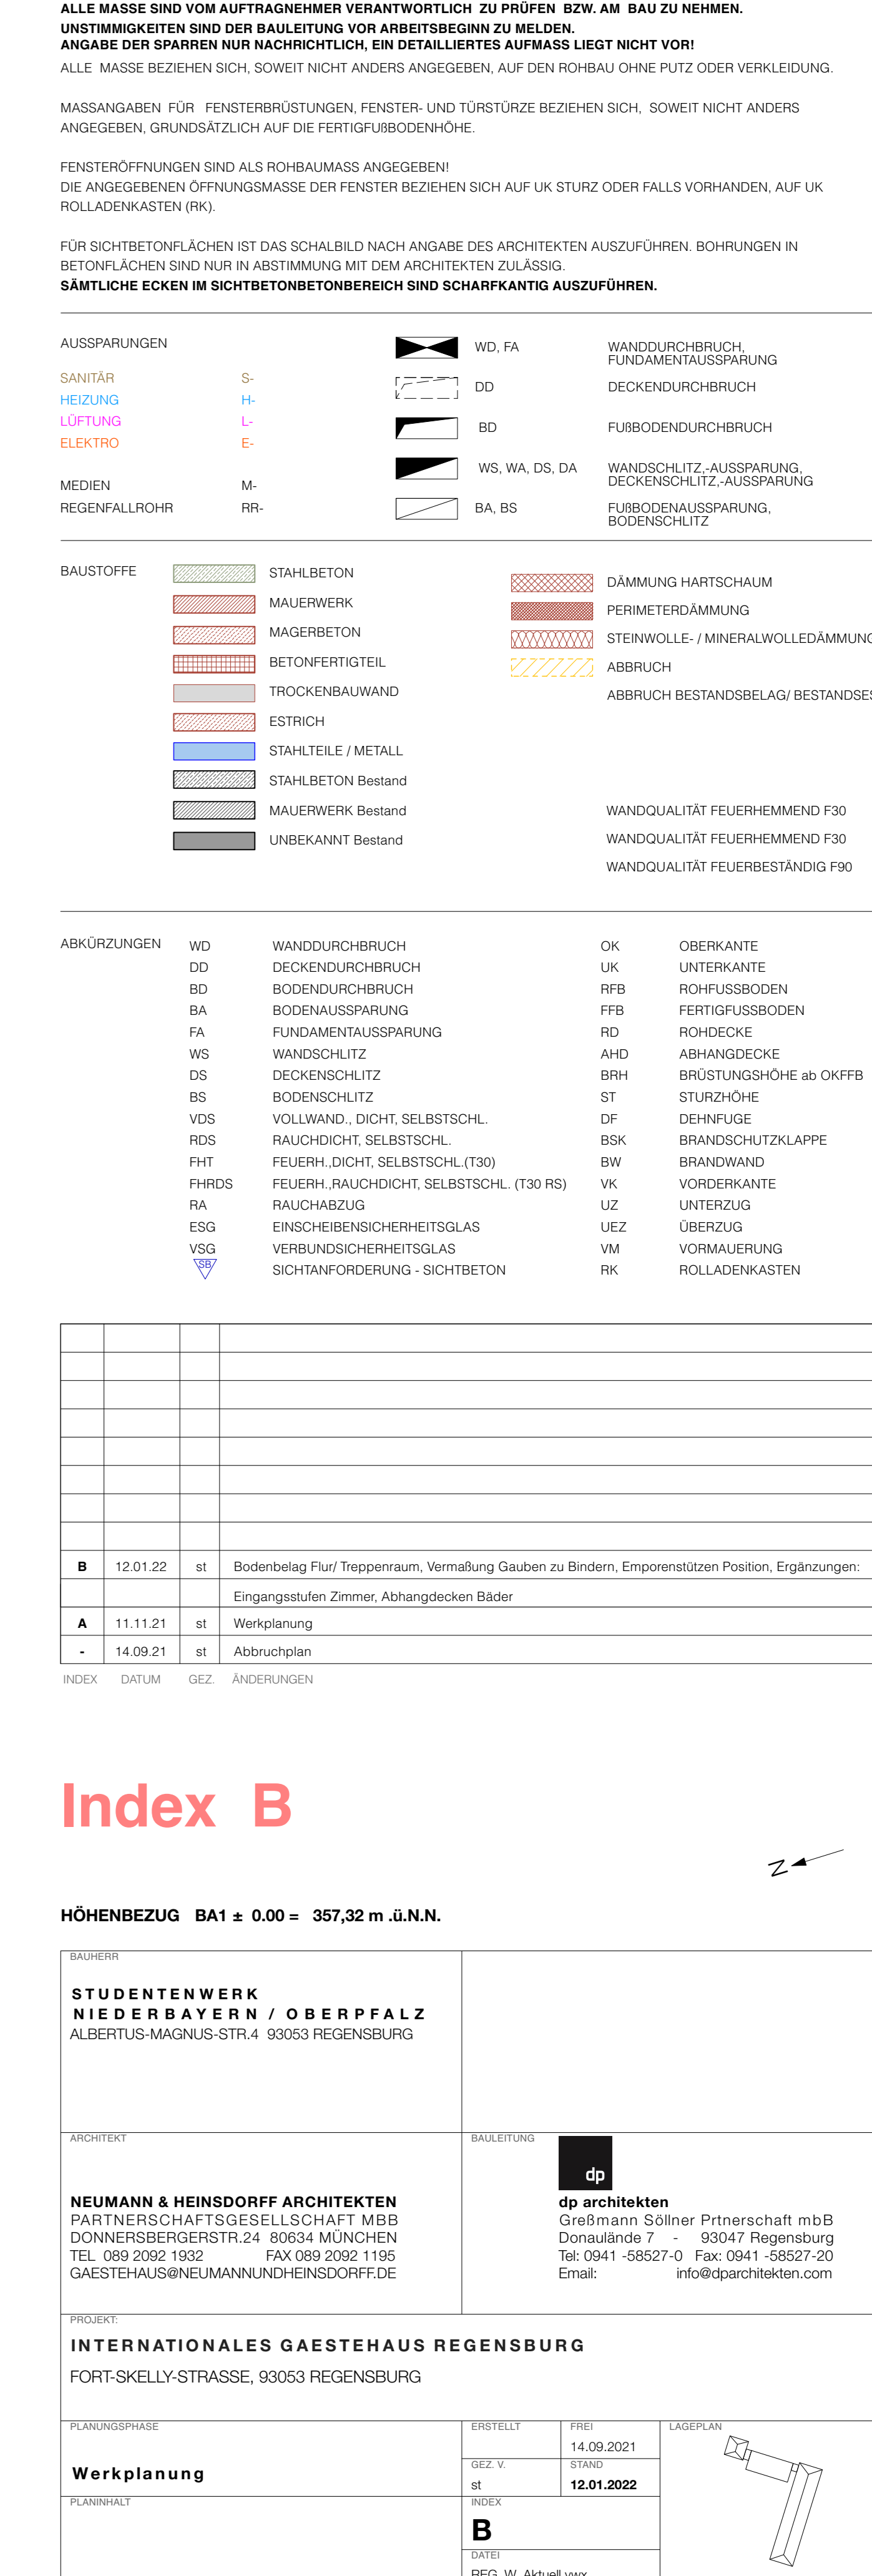 ALLE MASSE SIND VOM AUFTRAGNEHMER VERANTWORTLICH ZU PRÜFEN BZW. AM BAU ZU NEHMEN.
UNSTIMMIGKEITEN SIND DER BAULEITUNG VOR ARBEITSBEGINN ZU MELDEN.
ANGABE DER SPARREN NUR NACHRICHTLICH, EIN DETAILLIERTES AUFMASS LIEGT NICHT VOR!
ALLE MASSE BEZIEHEN SICH, SOWEIT NICHT ANDERS ANGEGEBEN, AUF DEN ROHBAU OHNE PUTZ ODER VERKLEIDUNG.
MASSANGABEN FÜR FENSTERBRÜSTUNGEN, FENSTER- UND TÜRSTÜRZE BEZIEHEN SICH, SOWEIT NICHT ANDERS
ANGEGEBEN, GRUNDSÄTZLICH AUF DIE FERTIGFUßBODENHÖHE.
FENSTERÖFFNUNGEN SIND ALS ROHBAUMASS ANGEGEBEN!
DIE ANGEGEBENEN ÖFFNUNGSMASSE DER FENSTER BEZIEHEN SICH AUF UK STURZ ODER FALLS VORHANDEN, AUF UK
ROLLADENKASTEN (RK).
FÜR SICHTBETONFLÄCHEN IST DAS SCHALBILD NACH ANGABE DES ARCHITEKTEN AUSZUFÜHREN. BOHRUNGEN IN
BETONFLÄCHEN SIND NUR IN ABSTIMMUNG MIT DEM ARCHITEKTEN ZULÄSSIG.
SÄMTLICHE ECKEN IM SICHTBETONBETONBEREICH SIND SCHARFKANTIG AUSZUFÜHREN.
AUSSPARUNGEN
SANITÄR S-
HEIZUNG H-
LÜFTUNG L-
ELEKTRO E-
MEDIEN M-
REGENFALLROHR RR-
WD, FA WANDDURCHBRUCH,
FUNDAMENTAUSSPARUNG
DD DECKENDURCHBRUCH
BD FUßBODENDURCHBRUCH
WS, WA, DS, DA WANDSCHLITZ,-AUSSPARUNG,
DECKENSCHLITZ,-AUSSPARUNG
BA, BS FUßBODENAUSSPARUNG,
BODENSCHLITZ
BAUSTOFFE
STAHLBETON
MAUERWERK
MAGERBETON
BETONFERTIGTEIL
TROCKENBAUWAND
ESTRICH
STAHLTEILE / METALL
STAHLBETON Bestand
MAUERWERK Bestand
UNBEKANNT Bestand
DÄMMUNG HARTSCHAUM
PERIMETERDÄMMUNG
STEINWOLLE- / MINERALWOLLEDÄMMUNG
ABBRUCH
ABBRUCH BESTANDSBELAG/ BESTANDSES
WANDQUALITÄT FEUERHEMMEND F30
WANDQUALITÄT FEUERHEMMEND F30
WANDQUALITÄT FEUERBESTÄNDIG F90
ABKÜRZUNGEN
WD WANDDURCHBRUCH OK OBERKANTE
DD DECKENDURCHBRUCH UK UNTERKANTE
BD BODENDURCHBRUCH RFB ROHFUSSBODEN
BA BODENAUSSPARUNG FFB FERTIGFUSSBODEN
FA FUNDAMENTAUSSPARUNG RD ROHDECKE
WS WANDSCHLITZ AHD ABHANGDECKE
DS DECKENSCHLITZ BRH BRÜSTUNGSHÖHE ab OKFFB
BS BODENSCHLITZ ST STURZHÖHE
VDS VOLLWAND., DICHT, SELBSTSCHL. DF DEHNFUGE
RDS RAUCHDICHT, SELBSTSCHL. BSK BRANDSCHUTZKLAPPE
FHT FEUERH.,DICHT, SELBSTSCHL.(T30) BW BRANDWAND
FHRDS FEUERH.,RAUCHDICHT, SELBSTSCHL. (T30 RS) VK VORDERKANTE
RA RAUCHABZUG UZ UNTERZUG
ESG EINSCHEIBENSICHERHEITSGLAS UEZ ÜBERZUG
VSG VERBUNDSICHERHEITSGLAS VM VORMAUERUNG
SB SICHTANFORDERUNG - SICHTBETON RK ROLLADENKASTEN
B 12.01.22 st Bodenbelag Flur/ Treppenraum, Vermaßung Gauben zu Bindern, Emporenstützen Position, Ergänzungen:
Eingangsstufen Zimmer, Abhangdecken Bäder
A 11.11.21 st Werkplanung
- 14.09.21 st Abbruchplan
INDEX DATUM GEZ. ÄNDERUNGEN
Index B
N
HÖHENBEZUG BA1 ± 0.00 = 357,32 m .ü.N.N.
BAUHERR
STUDENTENWERK
NIEDERBAYERN / OBERPFALZ
ALBERTUS-MAGNUS-STR.4 93053 REGENSBURG
ARCHITEKT
NEUMANN & HEINSDORFF ARCHITEKTEN
PARTNERSCHAFTSGESELLSCHAFT MBB
DONNERSBERGERSTR.24 80634 MÜNCHEN
TEL 089 2092 1932 FAX 089 2092 1195
GAESTEHAUS@NEUMANNUNDHEINSDORFF.DE
BAULEITUNG
dp
dp architekten
Greßmann Söllner Prtnerschaft mbB
Donaulände 7 - 93047 Regensburg
Tel: 0941 -58527-0 Fax: 0941 -58527-20
Email: info@dparchitekten.com
PROJEKT:
INTERNATIONALES GAESTEHAUS REGENSBURG
FORT-SKELLY-STRASSE, 93053 REGENSBURG
PLANUNGSPHASE
Werkplanung
ERSTELLT FREI
14.09.2021
GEZ. V. STAND
st 12.01.2022
LAGEPLAN
PLANINHALT
INDEX
B
DATEI
REG_W_Aktuell.vwx